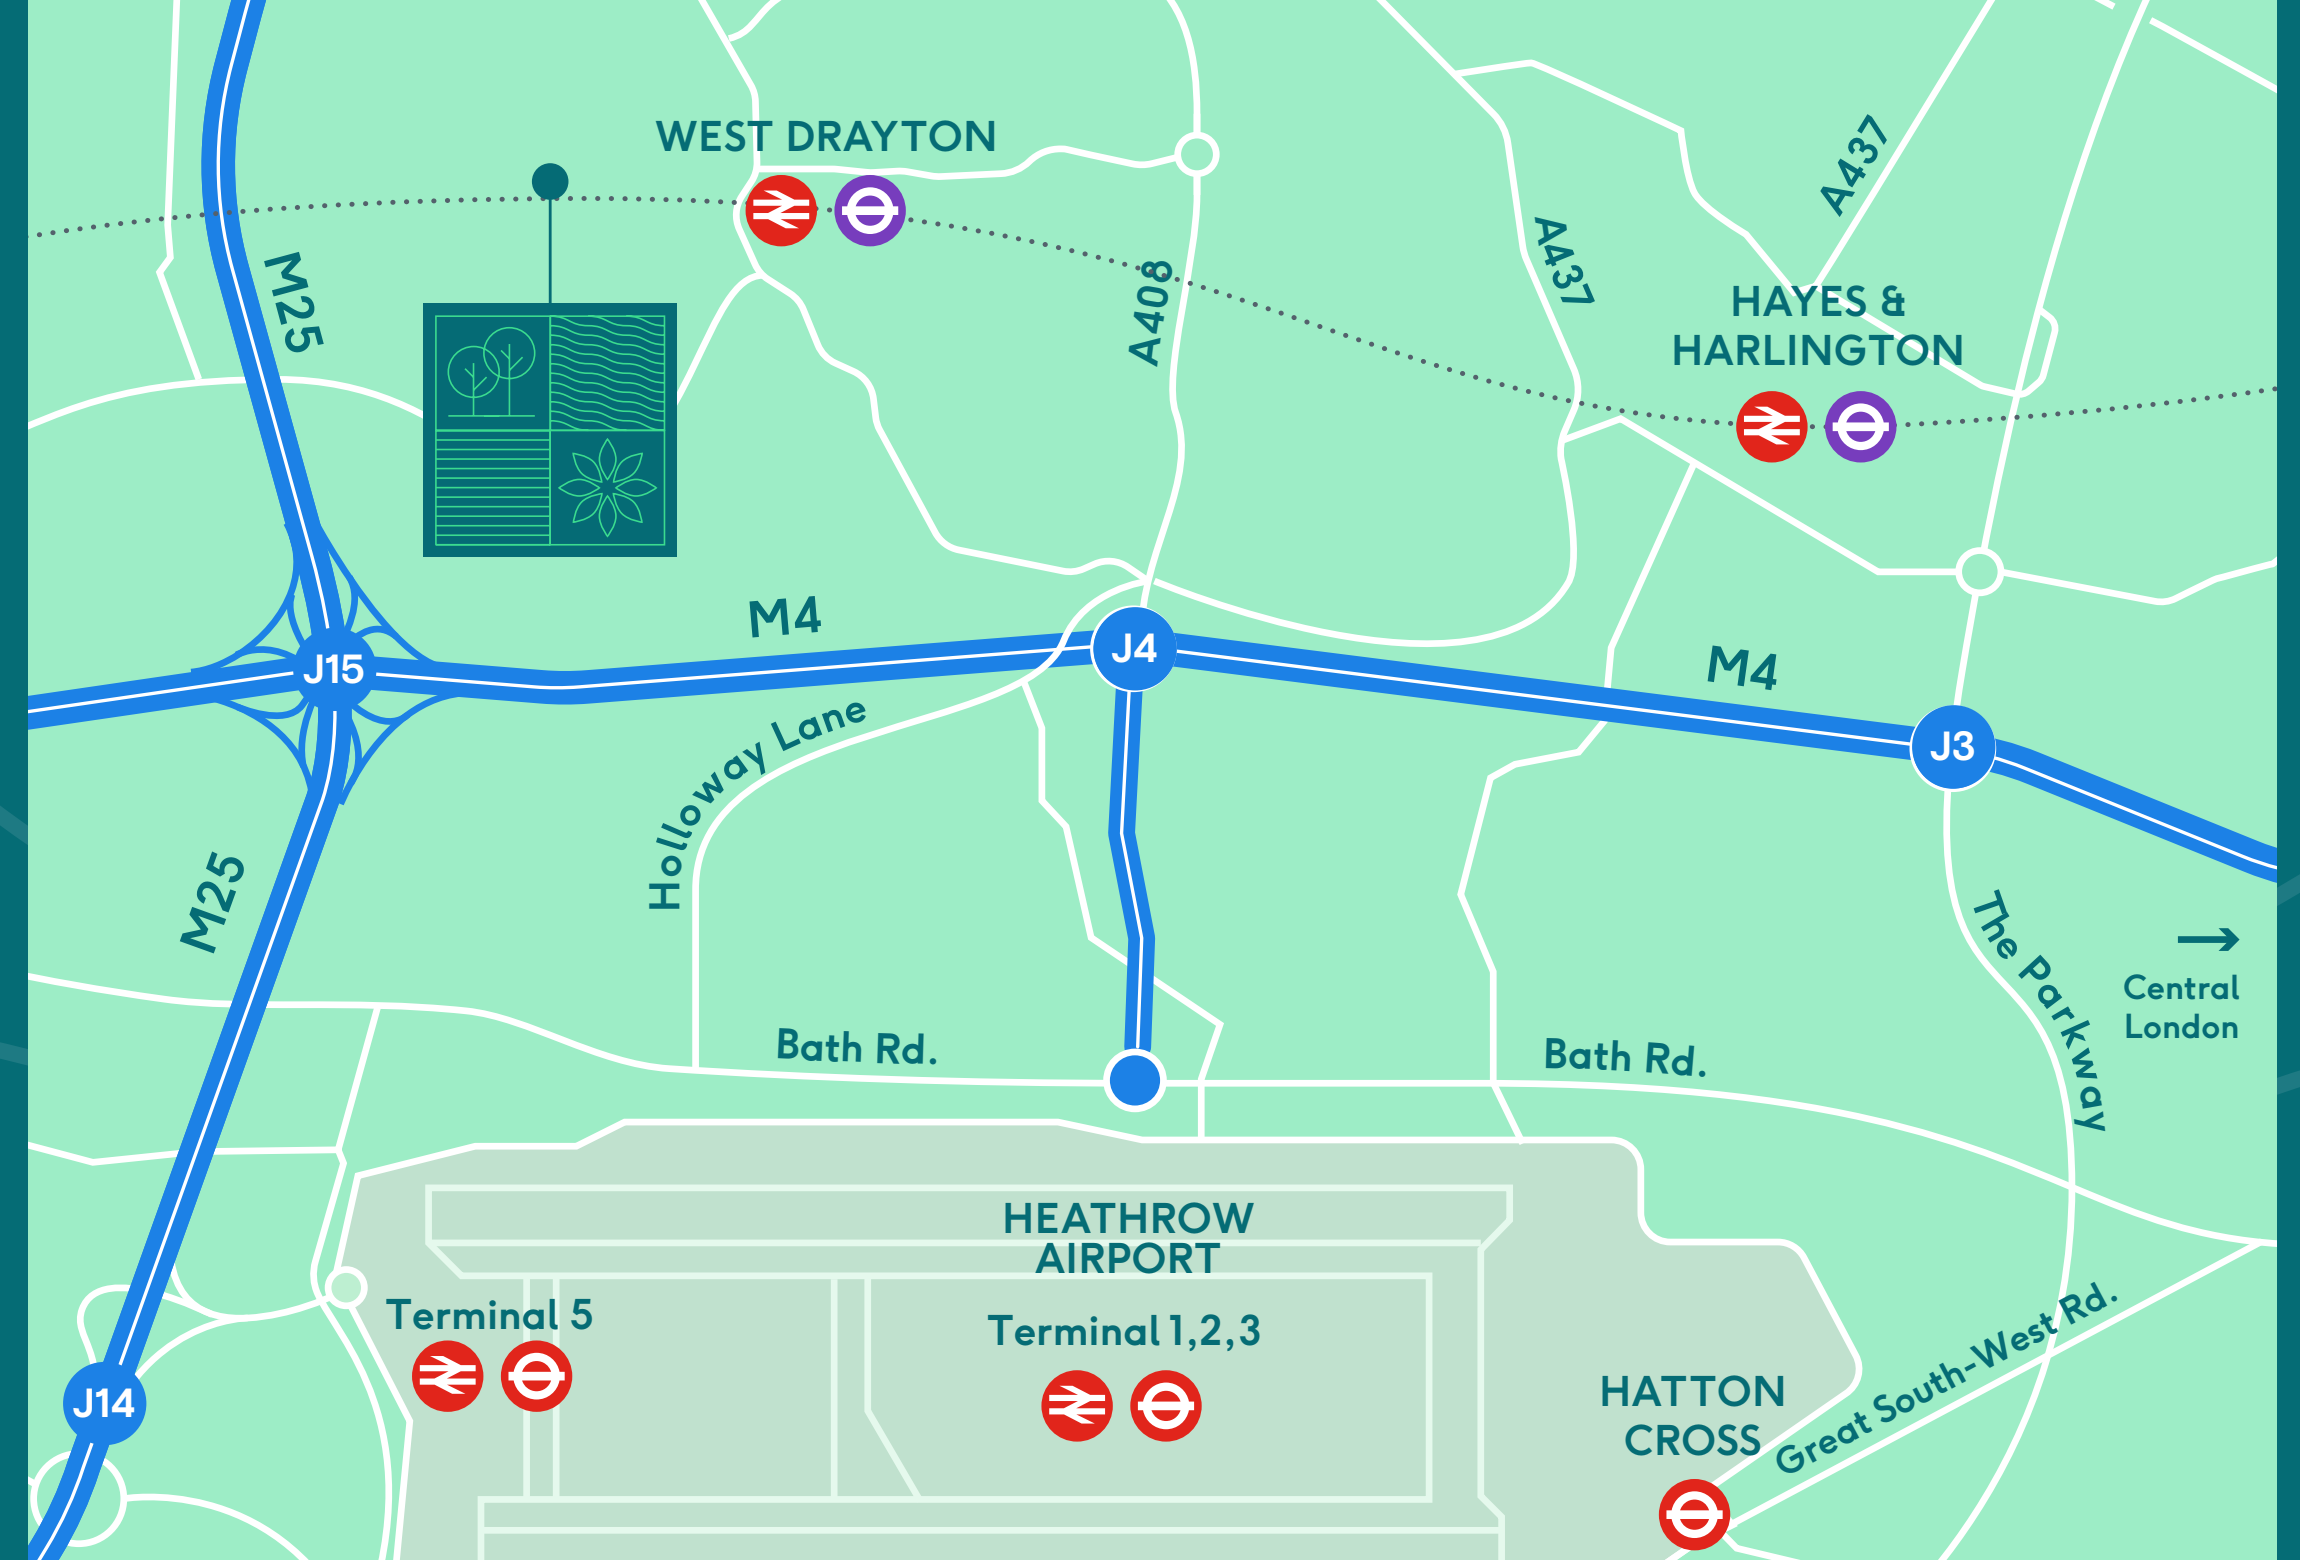 WEST DRAYTON
A437
M25
A408
A437
HAYES &
HARLINGTON
M4
J4
M4
J15
Holloway Lane
J3
M25
The Parkway
Central
London
Bath Rd.
Bath Rd.
HEATHROW
AIRPORT
Terminal 5
Terminal 1,2,3
Great South-West Rd.
J14
HATTON
CROSS